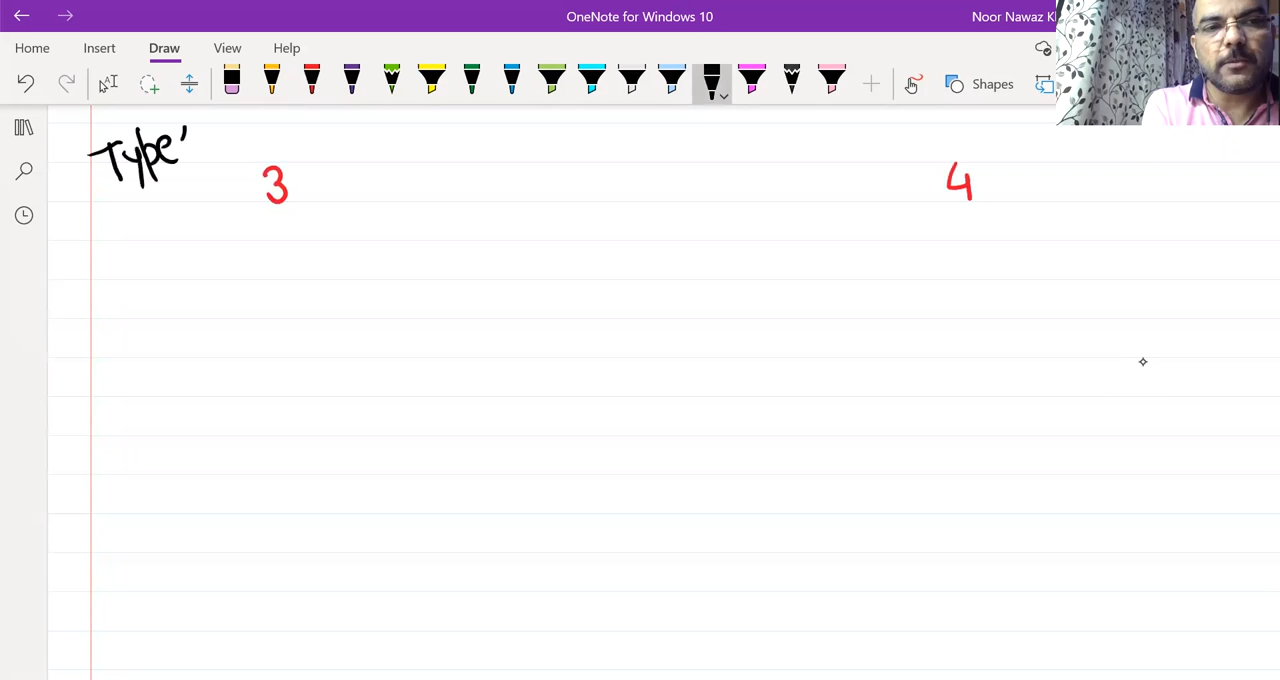 OneNote for Windows 10
Noor Nawaz
Home Insert Draw View Help
Shapes
Type'
3 4